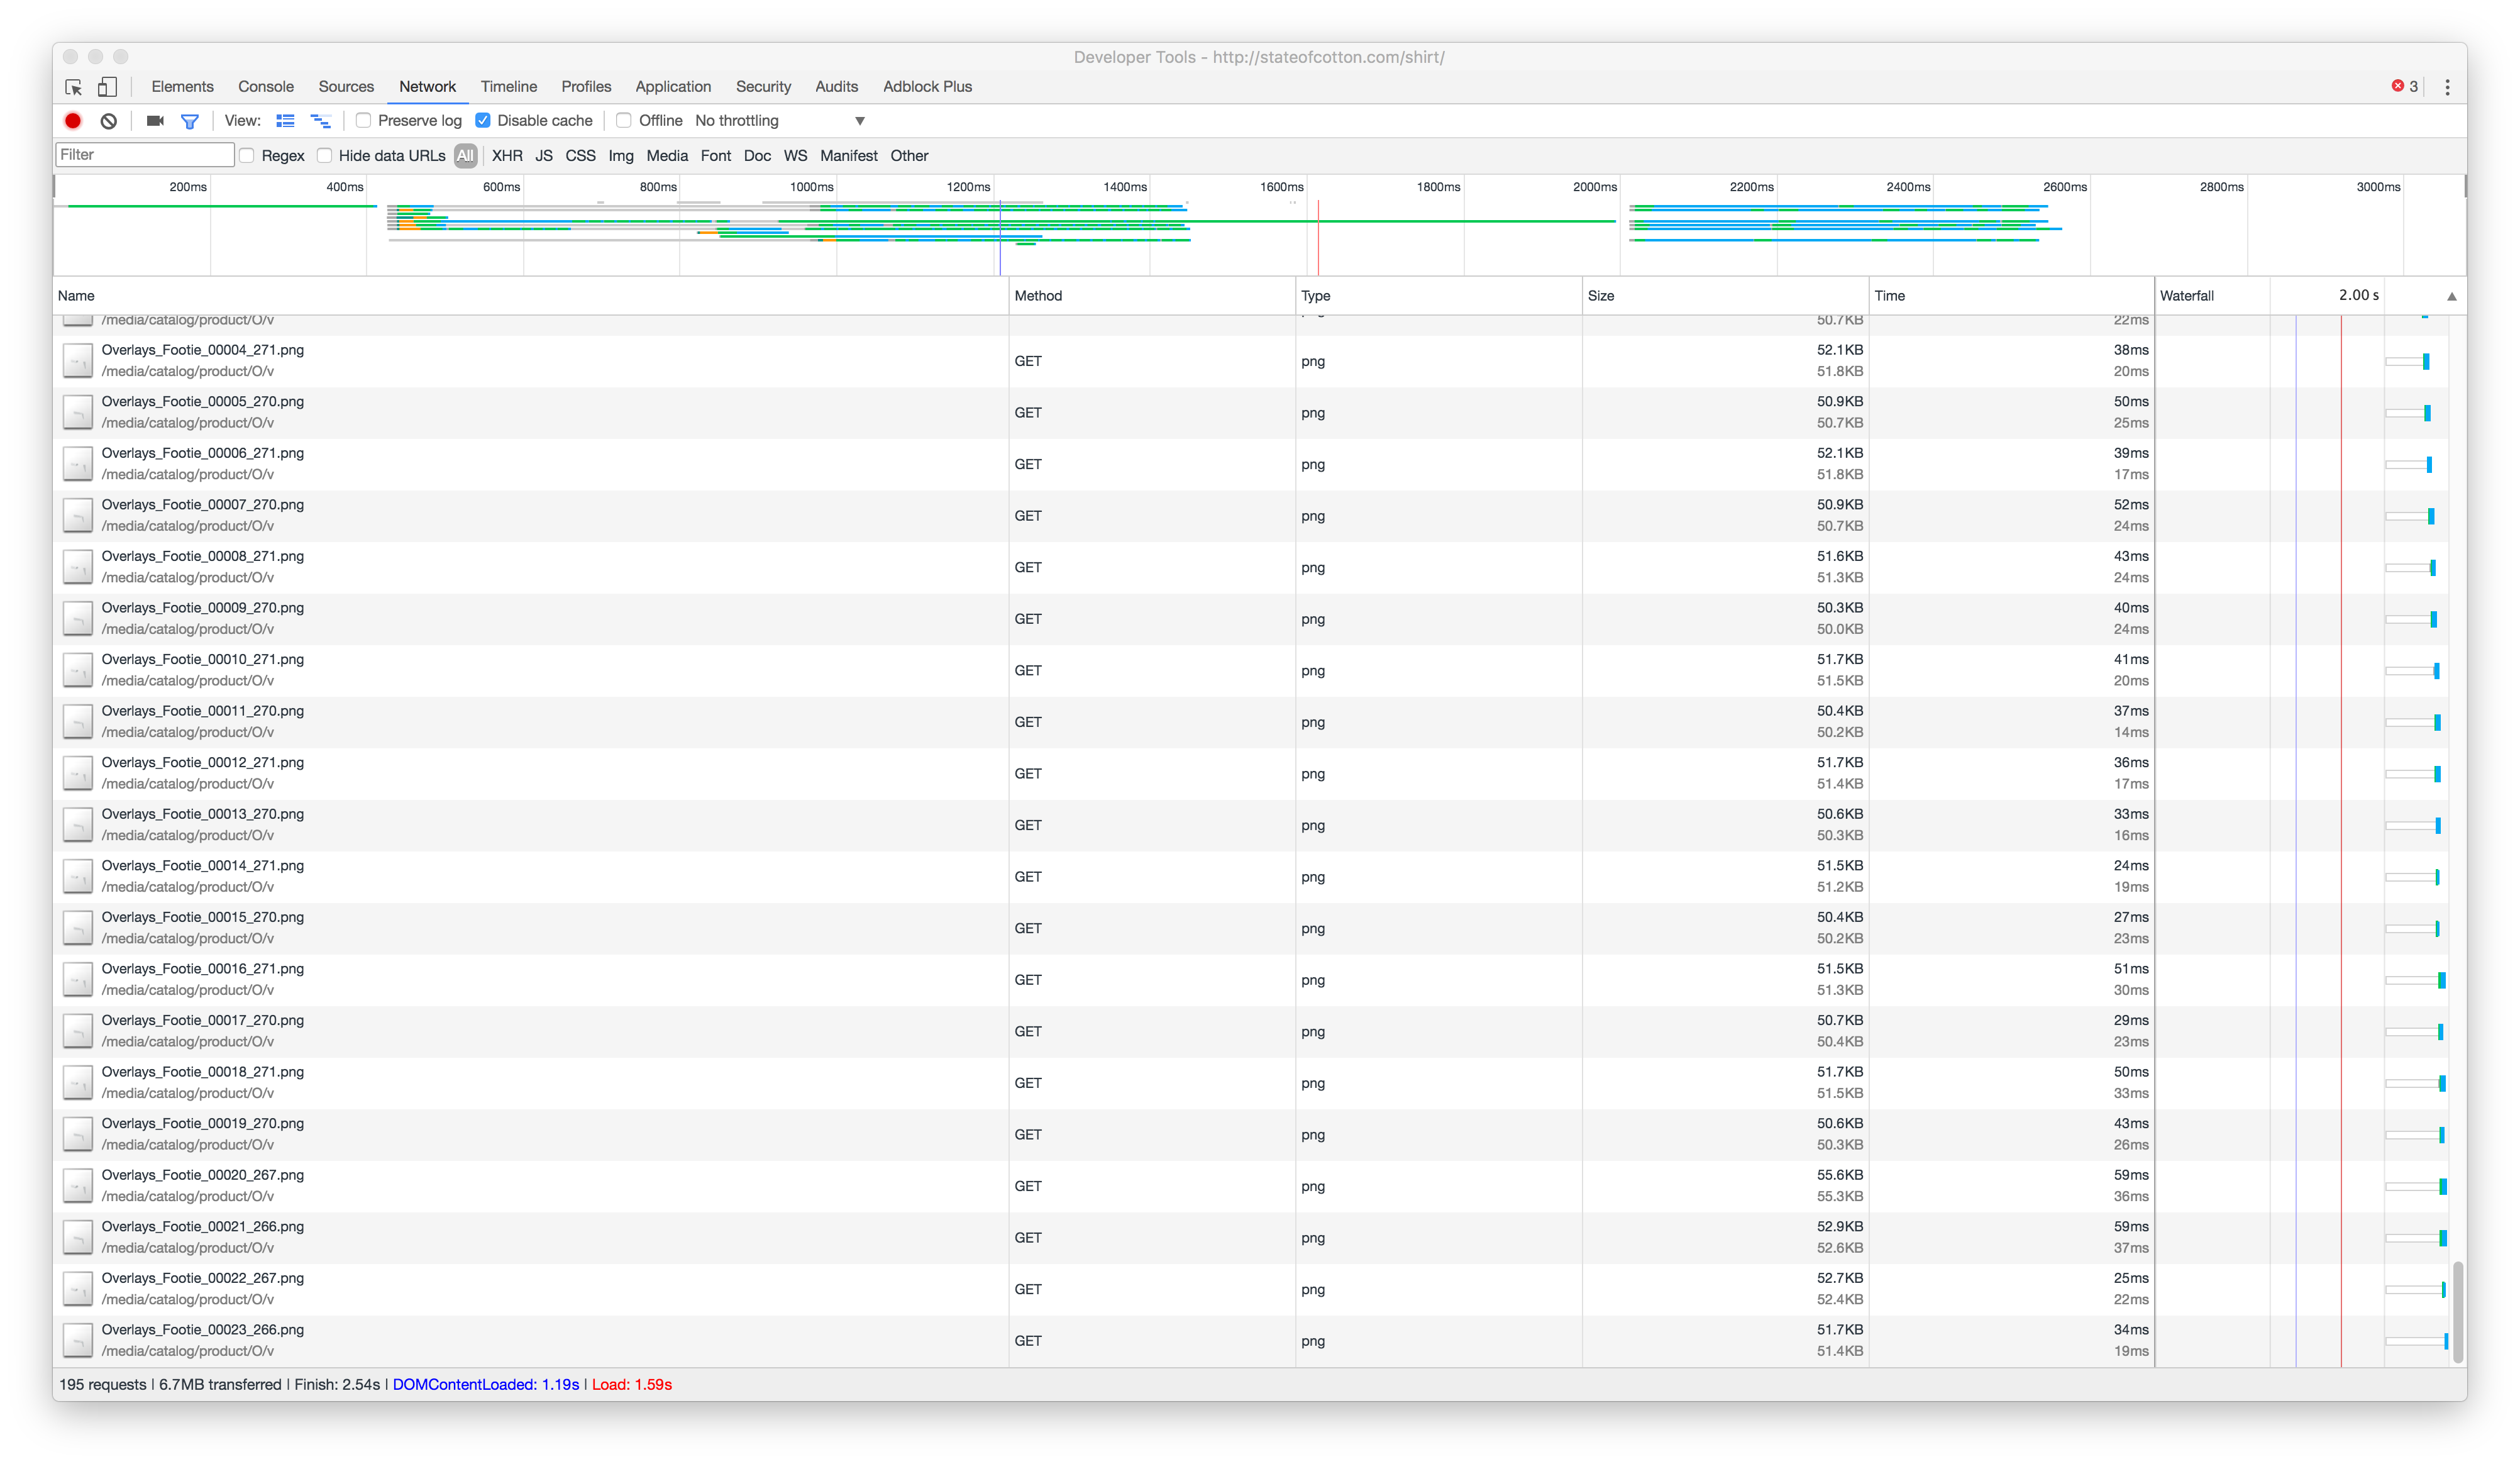 Developer Tools - http://stateofcotton.com/shirt/
Elements Console Sources Network Timeline Profiles Application Security Audits Adblock Plus 3
View: Preserve log Disable cache Offline No throttling
Filter Regex Hide data URLs All XHR JS CSS Img Media Font Doc WS Manifest Other
200ms 400ms 600ms 800ms 1000ms 1200ms 1400ms 1600ms 1800ms 2000ms 2200ms 2400ms 2600ms 2800ms 3000ms
Name Method Type Size Time Waterfall 2.00 s
/media/catalog/product/O/v 50.7KB 22ms
Overlays_Footie_00004_271.png 52.1KB 38ms
GET png
/media/catalog/product/O/v 51.8KB 20ms
Overlays_Footie_00005_270.png 50.9KB 50ms
GET png
/media/catalog/product/O/v 50.7KB 25ms
Overlays_Footie_00006_271.png 52.1KB 39ms
GET png
/media/catalog/product/O/v 51.8KB 17ms
Overlays_Footie_00007_270.png 50.9KB 52ms
GET png
/media/catalog/product/O/v 50.7KB 24ms
Overlays_Footie_00008_271.png 51.6KB 43ms
GET png
/media/catalog/product/O/v 51.3KB 24ms
Overlays_Footie_00009_270.png 50.3KB 40ms
GET png
/media/catalog/product/O/v 50.0KB 24ms
Overlays_Footie_00010_271.png 51.7KB 41ms
GET png
/media/catalog/product/O/v 51.5KB 20ms
Overlays_Footie_00011_270.png 50.4KB 37ms
GET png
/media/catalog/product/O/v 50.2KB 14ms
Overlays_Footie_00012_271.png 51.7KB 36ms
GET png
/media/catalog/product/O/v 51.4KB 17ms
Overlays_Footie_00013_270.png 50.6KB 33ms
GET png
/media/catalog/product/O/v 50.3KB 16ms
Overlays_Footie_00014_271.png 51.5KB 24ms
GET png
/media/catalog/product/O/v 51.2KB 19ms
Overlays_Footie_00015_270.png 50.4KB 27ms
GET png
/media/catalog/product/O/v 50.2KB 23ms
Overlays_Footie_00016_271.png 51.5KB 51ms
GET png
/media/catalog/product/O/v 51.3KB 30ms
Overlays_Footie_00017_270.png 50.7KB 29ms
GET png
/media/catalog/product/O/v 50.4KB 23ms
Overlays_Footie_00018_271.png 51.7KB 50ms
GET png
/media/catalog/product/O/v 51.5KB 33ms
Overlays_Footie_00019_270.png 50.6KB 43ms
GET png
/media/catalog/product/O/v 50.3KB 26ms
Overlays_Footie_00020_267.png 55.6KB 59ms
GET png
/media/catalog/product/O/v 55.3KB 36ms
Overlays_Footie_00021_266.png 52.9KB 59ms
GET png
/media/catalog/product/O/v 52.6KB 37ms
Overlays_Footie_00022_267.png 52.7KB 25ms
GET png
/media/catalog/product/O/v 52.4KB 22ms
Overlays_Footie_00023_266.png 51.7KB 34ms
GET png
/media/catalog/product/O/v 51.4KB 19ms
195 requests | 6.7MB transferred | Finish: 2.54s | DOMContentLoaded: 1.19s | Load: 1.59s